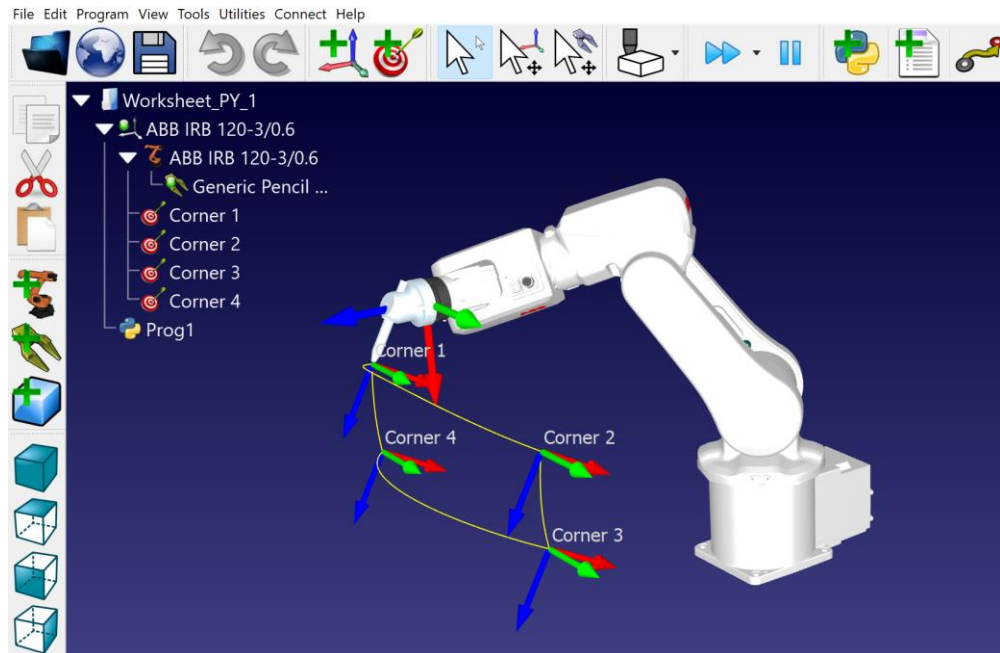 File Edit Program View Tools Utilities Connect Help
Worksheet_PY_1
ABB IRB 120-3/0.6
ABB IRB 120-3/0.6
Generic Pencil ...
Corner 1
Corner 2
Corner 3
Corner 4
Prog1
Corner 1
Corner 4
Corner 2
Corner 3